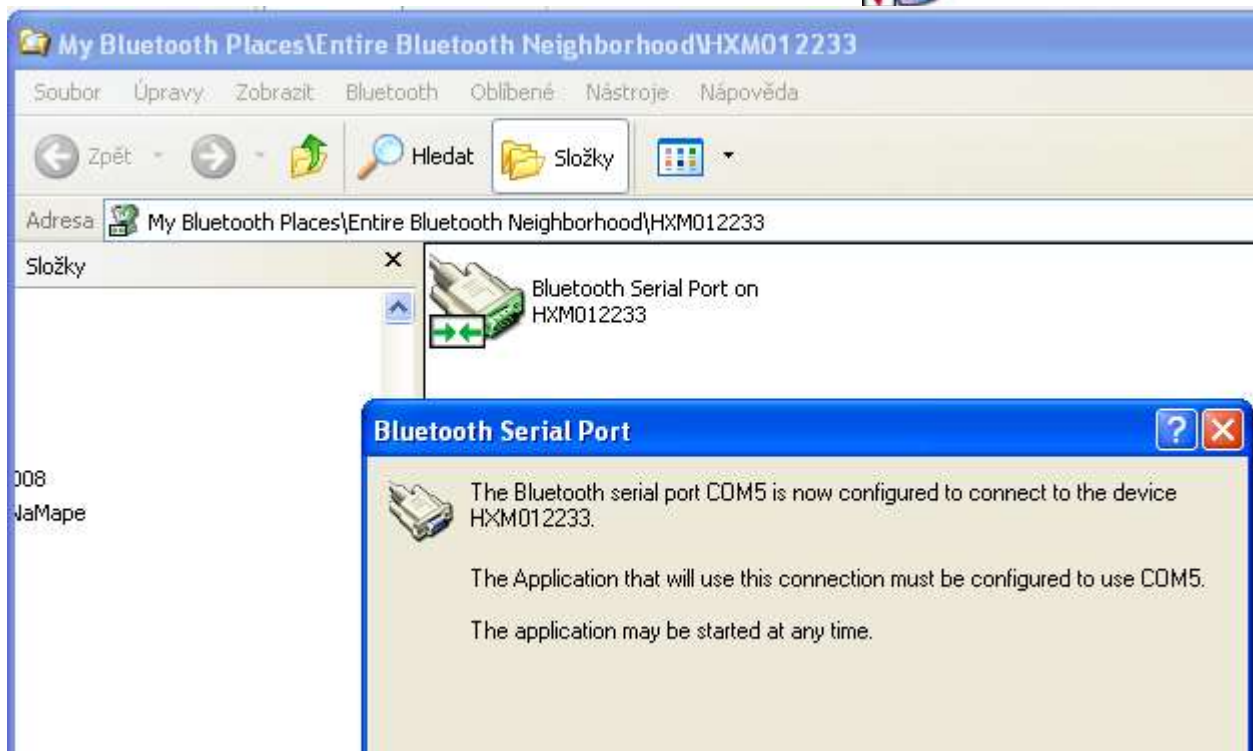 My Bluetooth Places\Entire Bluetooth Neighborhood\HXM012233
Soubor Úpravy Zobrazit Bluetooth Oblíbené Nástroje Nápověda
Zpět Hledat Složky
Adresa My Bluetooth Places\Entire Bluetooth Neighborhood\HXM012233
Složky
Bluetooth Serial Port on
HXM012233
008
NaMape
Bluetooth Serial Port
The Bluetooth serial port COM5 is now configured to connect to the device
HXM012233.
The Application that will use this connection must be configured to use COM5.
The application may be started at any time.